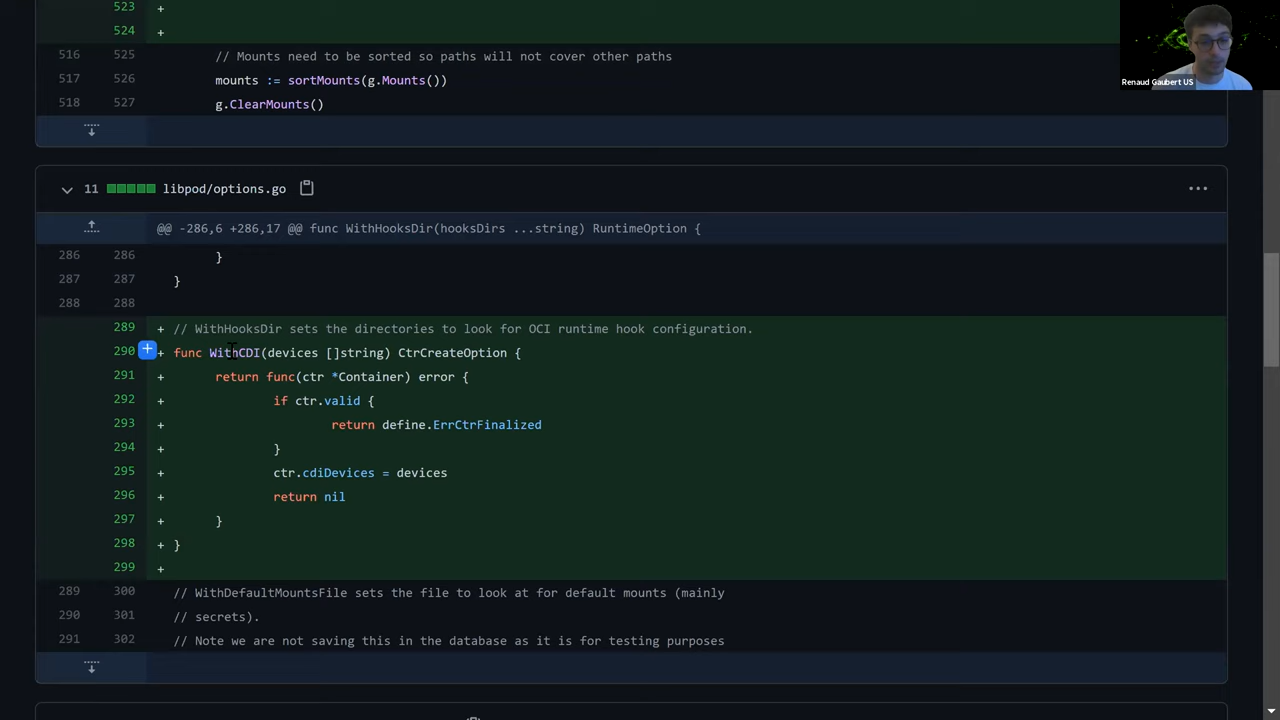 523 +
524 +
516 525 // Mounts need to be sorted so paths will not cover other paths
517 526 mounts := sortMounts(g.Mounts())
518 527 g.ClearMounts()
Renaud Gaubert US
11 libpod/options.go
@@ -286,6 +286,17 @@ func WithHooksDir(hooksDirs ...string) RuntimeOption {
286 286 }
287 287 }
288 288
289 + // WithHooksDir sets the directories to look for OCI runtime hook configuration.
290 + func WithCDI(devices []string) CtrCreateOption {
291 + return func(ctr *Container) error {
292 + if ctr.valid {
293 + return define.ErrCtrFinalized
294 + }
295 + ctr.cdiDevices = devices
296 + return nil
297 + }
298 + }
299 +
289 300 // WithDefaultMountsFile sets the file to look at for default mounts (mainly
290 301 // secrets).
291 302 // Note we are not saving this in the database as it is for testing purposes